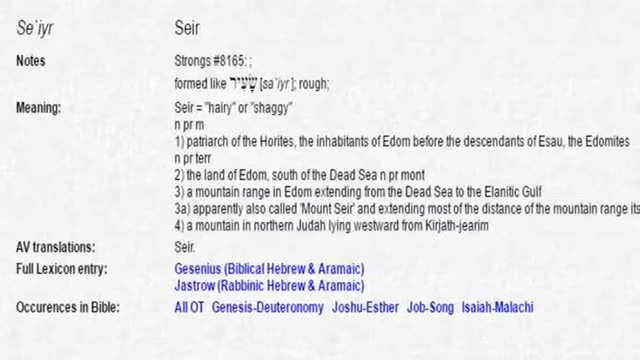 Se`iyr Seir
Notes Strongs #8165: ;
formed like שָׂעִיר [sa`iyr ]; rough;
Meaning: Seir = "hairy" or "shaggy"
n pr m
1) patriarch of the Horites, the inhabitants of Edom before the descendants of Esau, the Edomites
n pr terr
2) the land of Edom, south of the Dead Sea n pr mont
3) a mountain range in Edom extending from the Dead Sea to the Elanitic Gulf
3a) apparently also called 'Mount Seir' and extending most of the distance of the mountain range its
4) a mountain in northern Judah lying westward from Kirjath-jearim
AV translations: Seir.
Full Lexicon entry: Gesenius (Biblical Hebrew & Aramaic)
Jastrow (Rabbinic Hebrew & Aramaic)
Occurences in Bible: All OT Genesis-Deuteronomy Joshu-Esther Job-Song Isaiah-Malachi